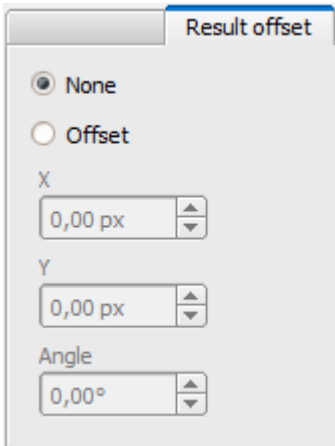 Result offset
None
Offset
X
0,00 px
Y
0,00 px
Angle
0,00°